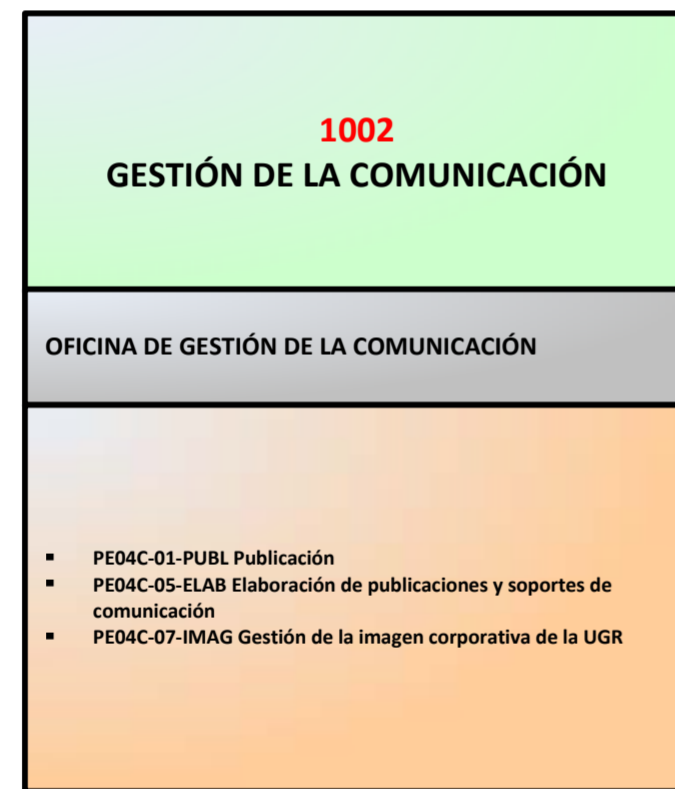 1002
GESTIÓN DE LA COMUNICACIÓN
OFICINA DE GESTIÓN DE LA COMUNICACIÓN
▪ PE04C-01-PUBL Publicación
▪ PE04C-05-ELAB Elaboración de publicaciones y soportes de
comunicación
▪ PE04C-07-IMAG Gestión de la imagen corporativa de la UGR